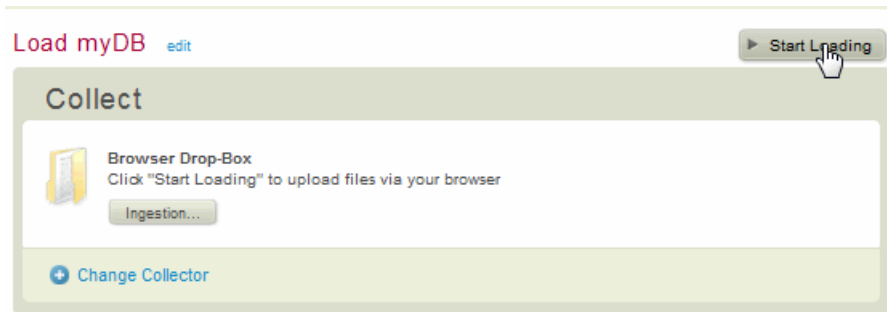 Load myDB edit
Start Loading
Collect
Browser Drop-Box
Click "Start Loading" to upload files via your browser
Ingestion...
Change Collector